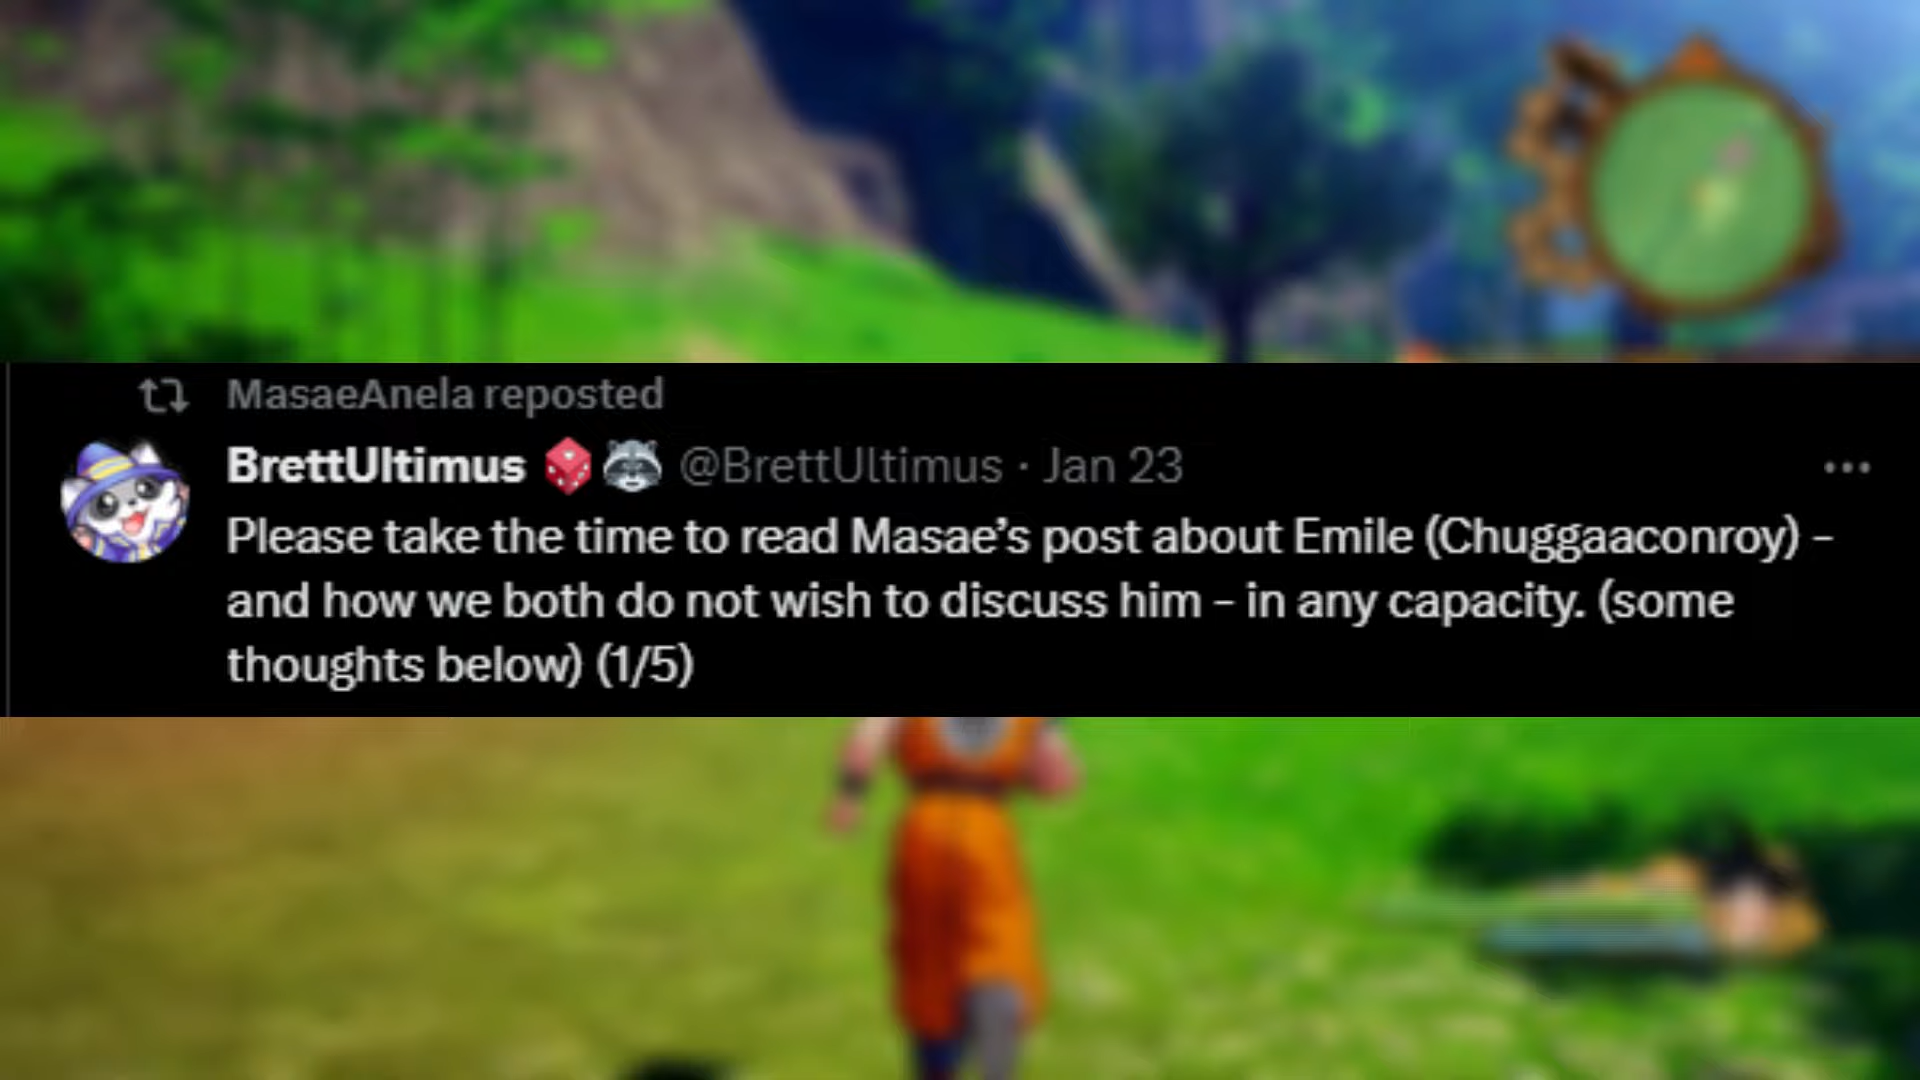 MasaeAnela reposted
BrettUltimus 🎲🦝 @BrettUltimus · Jan 23
Please take the time to read Masae’s post about Emile (Chuggaaconroy) –
and how we both do not wish to discuss him – in any capacity. (some
thoughts below) (1/5)